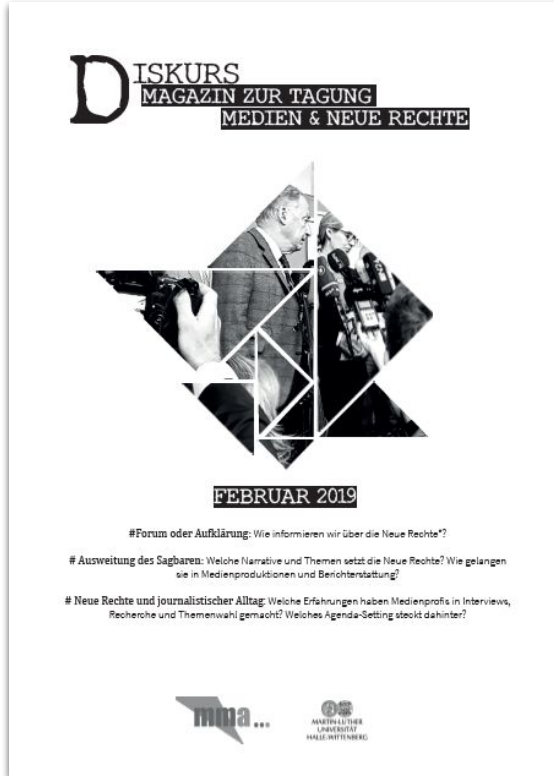 DISKURS
MAGAZIN ZUR TAGUNG
MEDIEN & NEUE RECHTE
FEBRUAR 2019
#Forum oder Aufklärung: Wie informieren wir über die Neue Rechte*?
# Ausweitung des Sagbaren: Welche Narrative und Themen setzt die Neue Rechte? Wie gelangen
sie in Medienproduktionen und Berichterstattung?
# Neue Rechte und journalistischer Alltag: Welche Erfahrungen haben Medienprofis in Interviews,
Recherche und Themenwahl gemacht? Welches Agenda-Setting steckt dahinter?
mma...
MARTIN-LUTHER
UNIVERSITÄT
HALLE-WITTENBERG